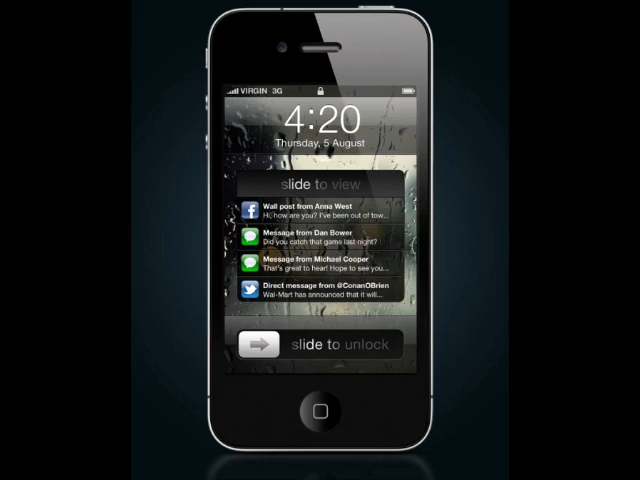 VIRGIN 3G
4:20
Thursday, 5 August
slide to view
Wall post from Anna West
Hi, how are you? I've been out of tow...
Message from Dan Bower
Did you catch that game last night?
Message from Michael Cooper
That's great to hear! Hope to see you...
Direct message from @ConanOBrien
Wal-Mart has announced that it will...
slide to unlock